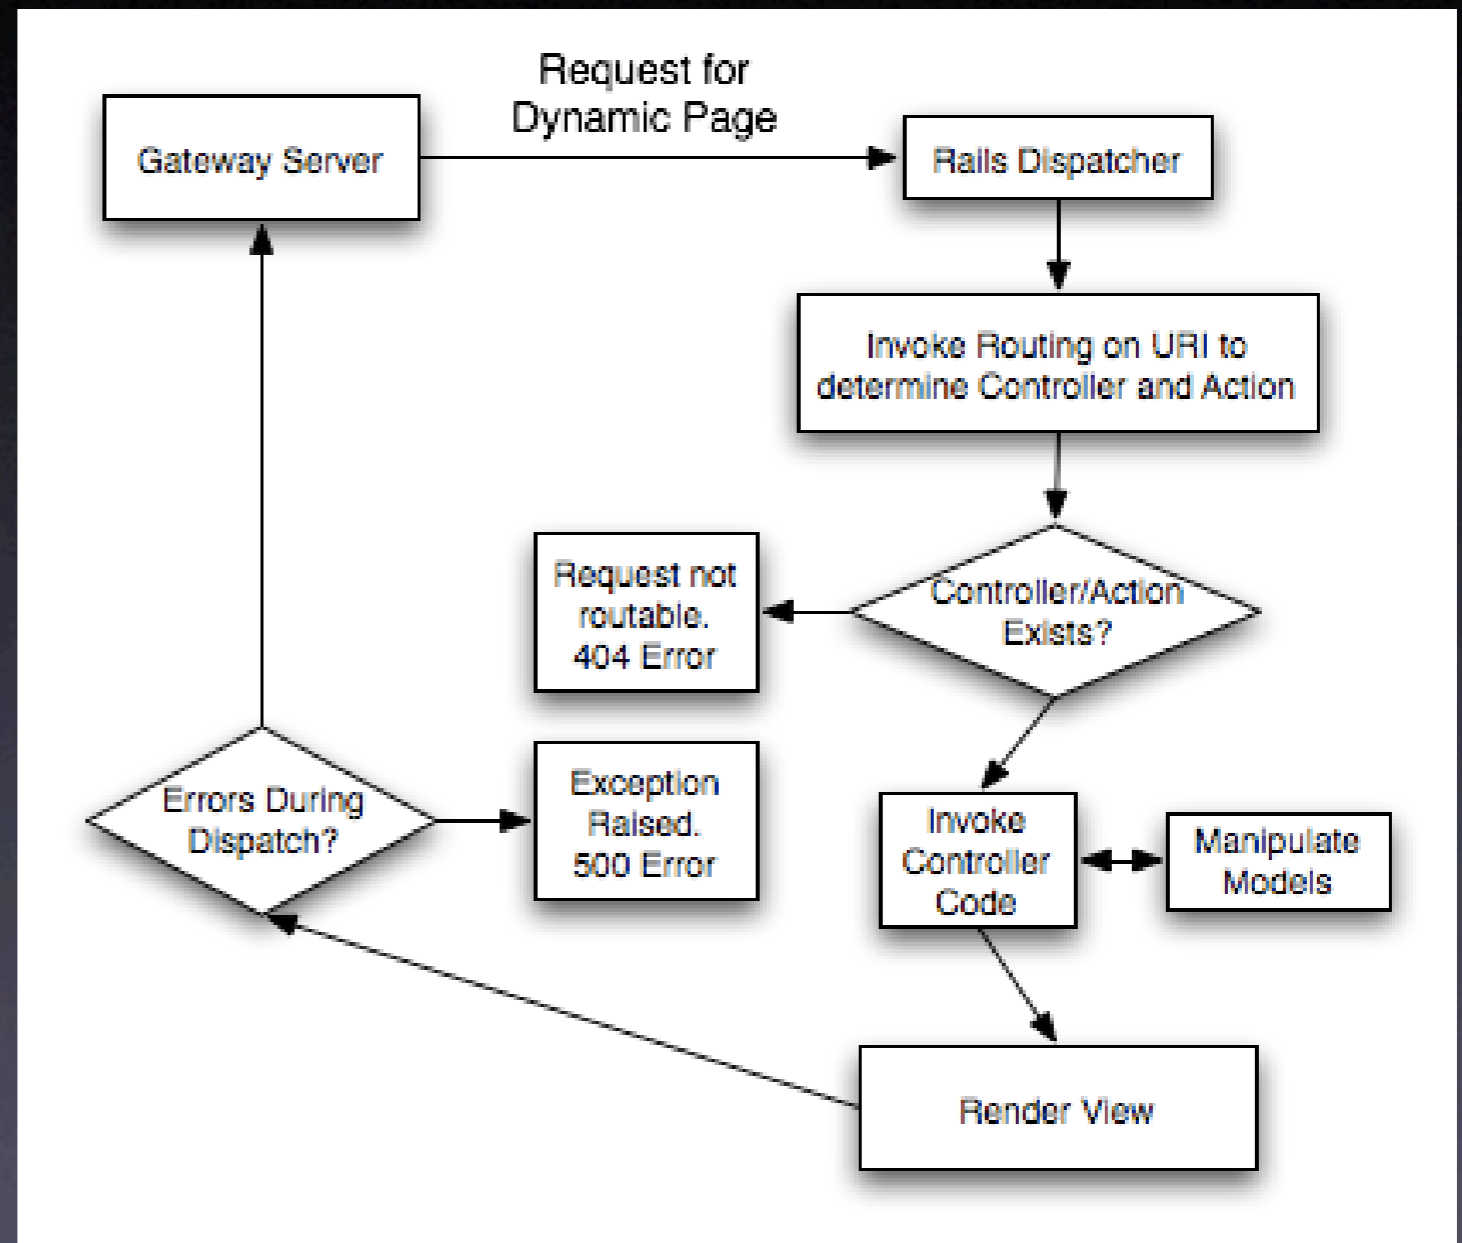 Request for
Dynamic Page
Gateway Server
Rails Dispatcher
Invoke Routing on URI to
determine Controller and Action
Request not
routable.
404 Error
Controller/Action
Exists?
Errors During
Dispatch?
Exception
Raised.
500 Error
Invoke
Controller
Code
Manipulate
Models
Render View